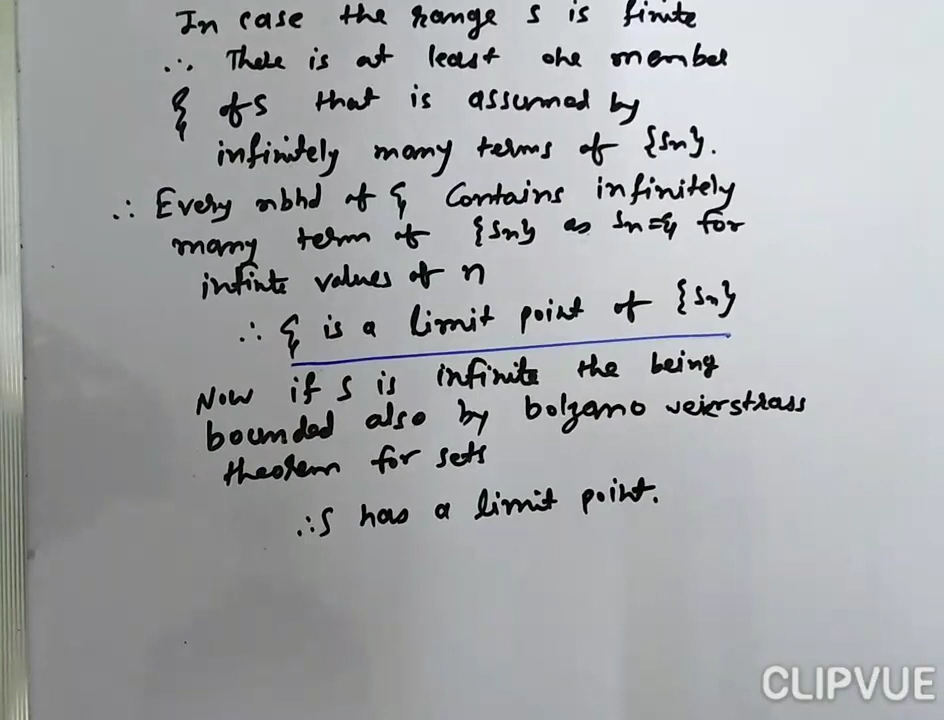 In case the range S is finite
∴ There is at least one member
ξ of S that is assumed by
infinitely many terms of {Sn}.
∴ Every nbhd of ξ Contains infinitely
many term of {Sn} as Sn=ξ for
infinte values of n
∴ ξ is a limit point of {Sn}
Now if S is infinite the being
bounded also by bolzano weierstrass
theorem for sets
∴ S has a limit point.
CLIPVUE